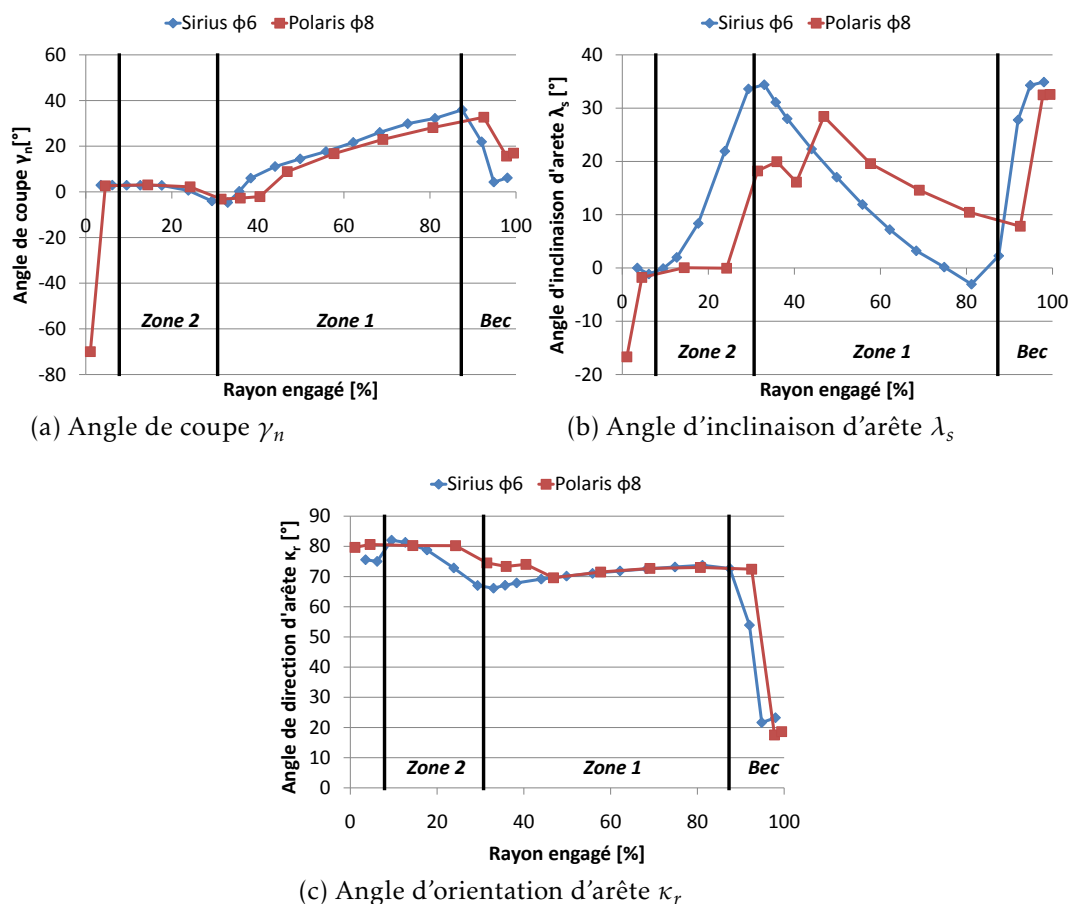 Sirius ϕ6 Polaris ϕ8
Angle de coupe γn[°]
60
40
20
0
-20
-40
-60
-80
0 20 40 60 80 100
Zone 2 Zone 1 Bec
Rayon engagé [%]
(a) Angle de coupe γn
Sirius ϕ6 Polaris ϕ8
Angle d'inclinaison d'arete λs [°]
40
30
20
10
0
-10
-20
0 20 40 60 80 100
Zone 2 Zone 1 Bec
Rayon engagé [%]
(b) Angle d’inclinaison d’arête λs
Sirius ϕ6 Polaris ϕ8
Angle de direction d'arête κr [°]
90
80
70
60
50
40
30
20
10
0
Zone 2 Zone 1 Bec
0 20 40 60 80 100
Rayon engagé [%]
(c) Angle d’orientation d’arête κr